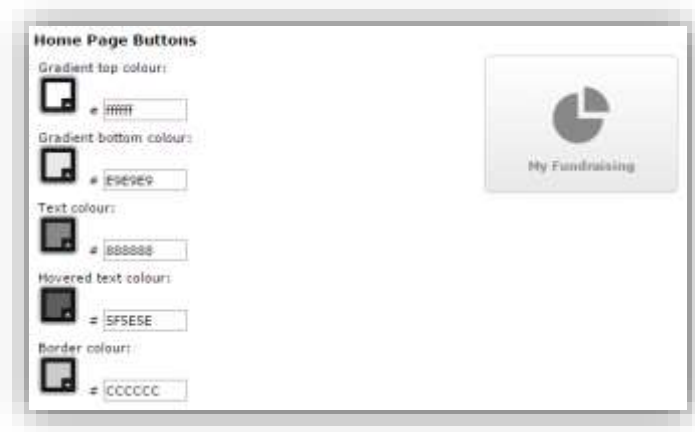 Home Page Buttons
Gradient top colour:
# ffffff
Gradient bottom colour:
# E9E9E9
Text colour:
# 888888
Hovered text colour:
# 5F5E5E
Border colour:
# CCCCCC
My Fundraising